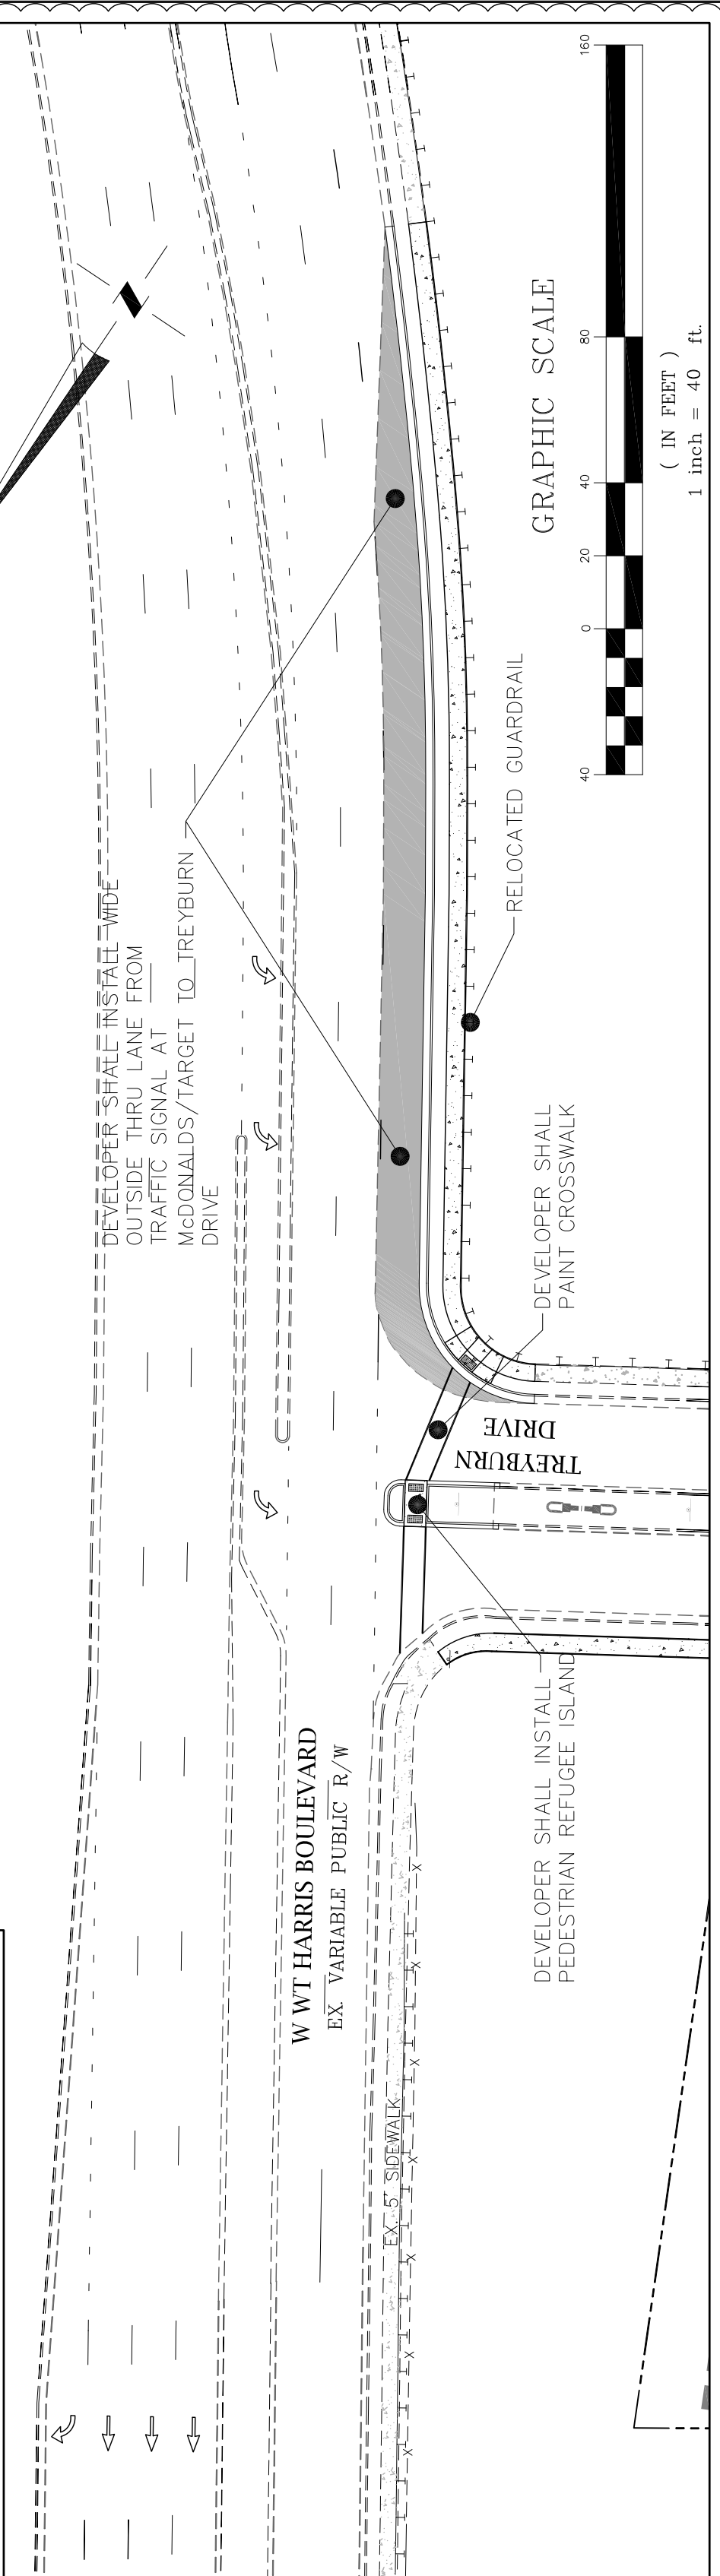 DEVELOPER SHALL INSTALL WIDE
OUTSIDE THRU LANE FROM
TRAFFIC SIGNAL AT
McDONALDS/TARGET TO TREYBURN
DRIVE
GRAPHIC SCALE
40
0
20
40
80
160
( IN FEET )
1 inch = 40 ft.
RELOCATED GUARDRAIL
DEVELOPER SHALL
PAINT CROSSWALK
TREYBURN
DRIVE
DEVELOPER SHALL INSTALL
PEDESTRIAN REFUGEE ISLAND
W WT HARRIS BOULEVARD
EX. VARIABLE PUBLIC R/W
EX. 5' SIDEWALK
X
X
X
X
X
X
X